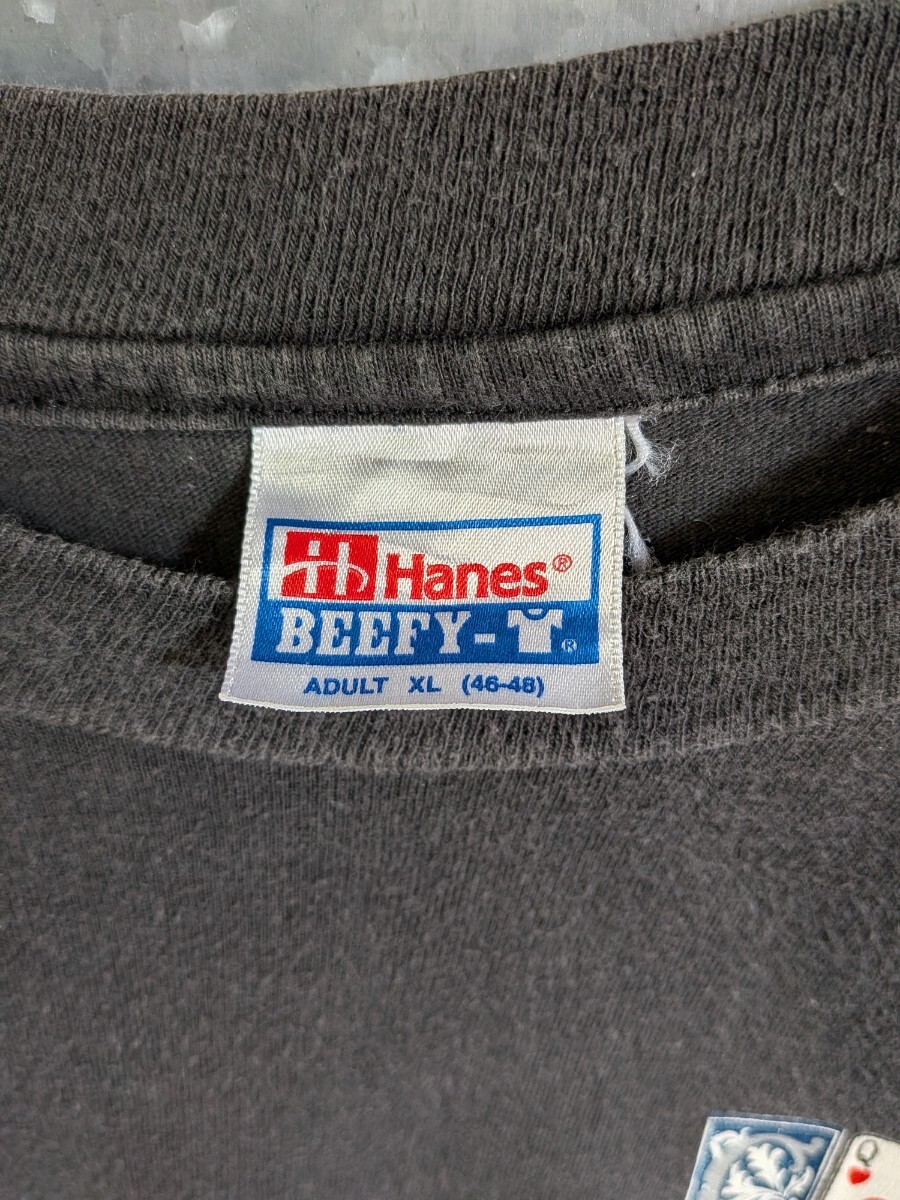 Hanes®
BEEFY-T®
ADULT XL (46-48)
Q